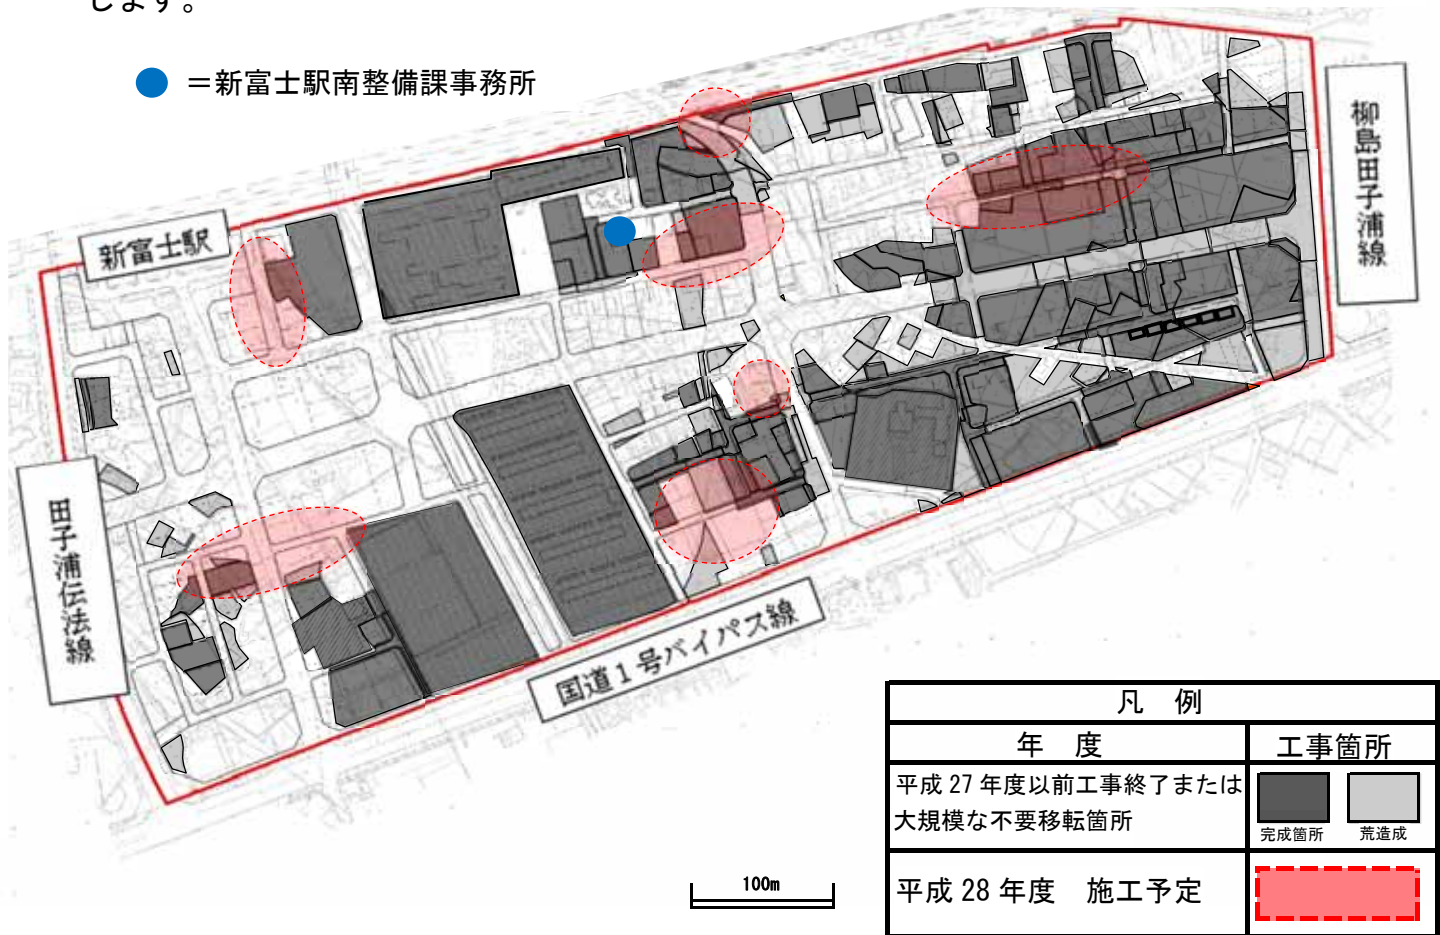 します。
＝新富士駅南整備課事務所
新富士駅
柳島田子浦線
田子浦伝法線
国道1号バイパス線
100m
凡 例
年 度
工事箇所
平成 27 年度以前工事終了または
大規模な不要移転箇所
完成箇所
荒造成
平成 28 年度 施工予定